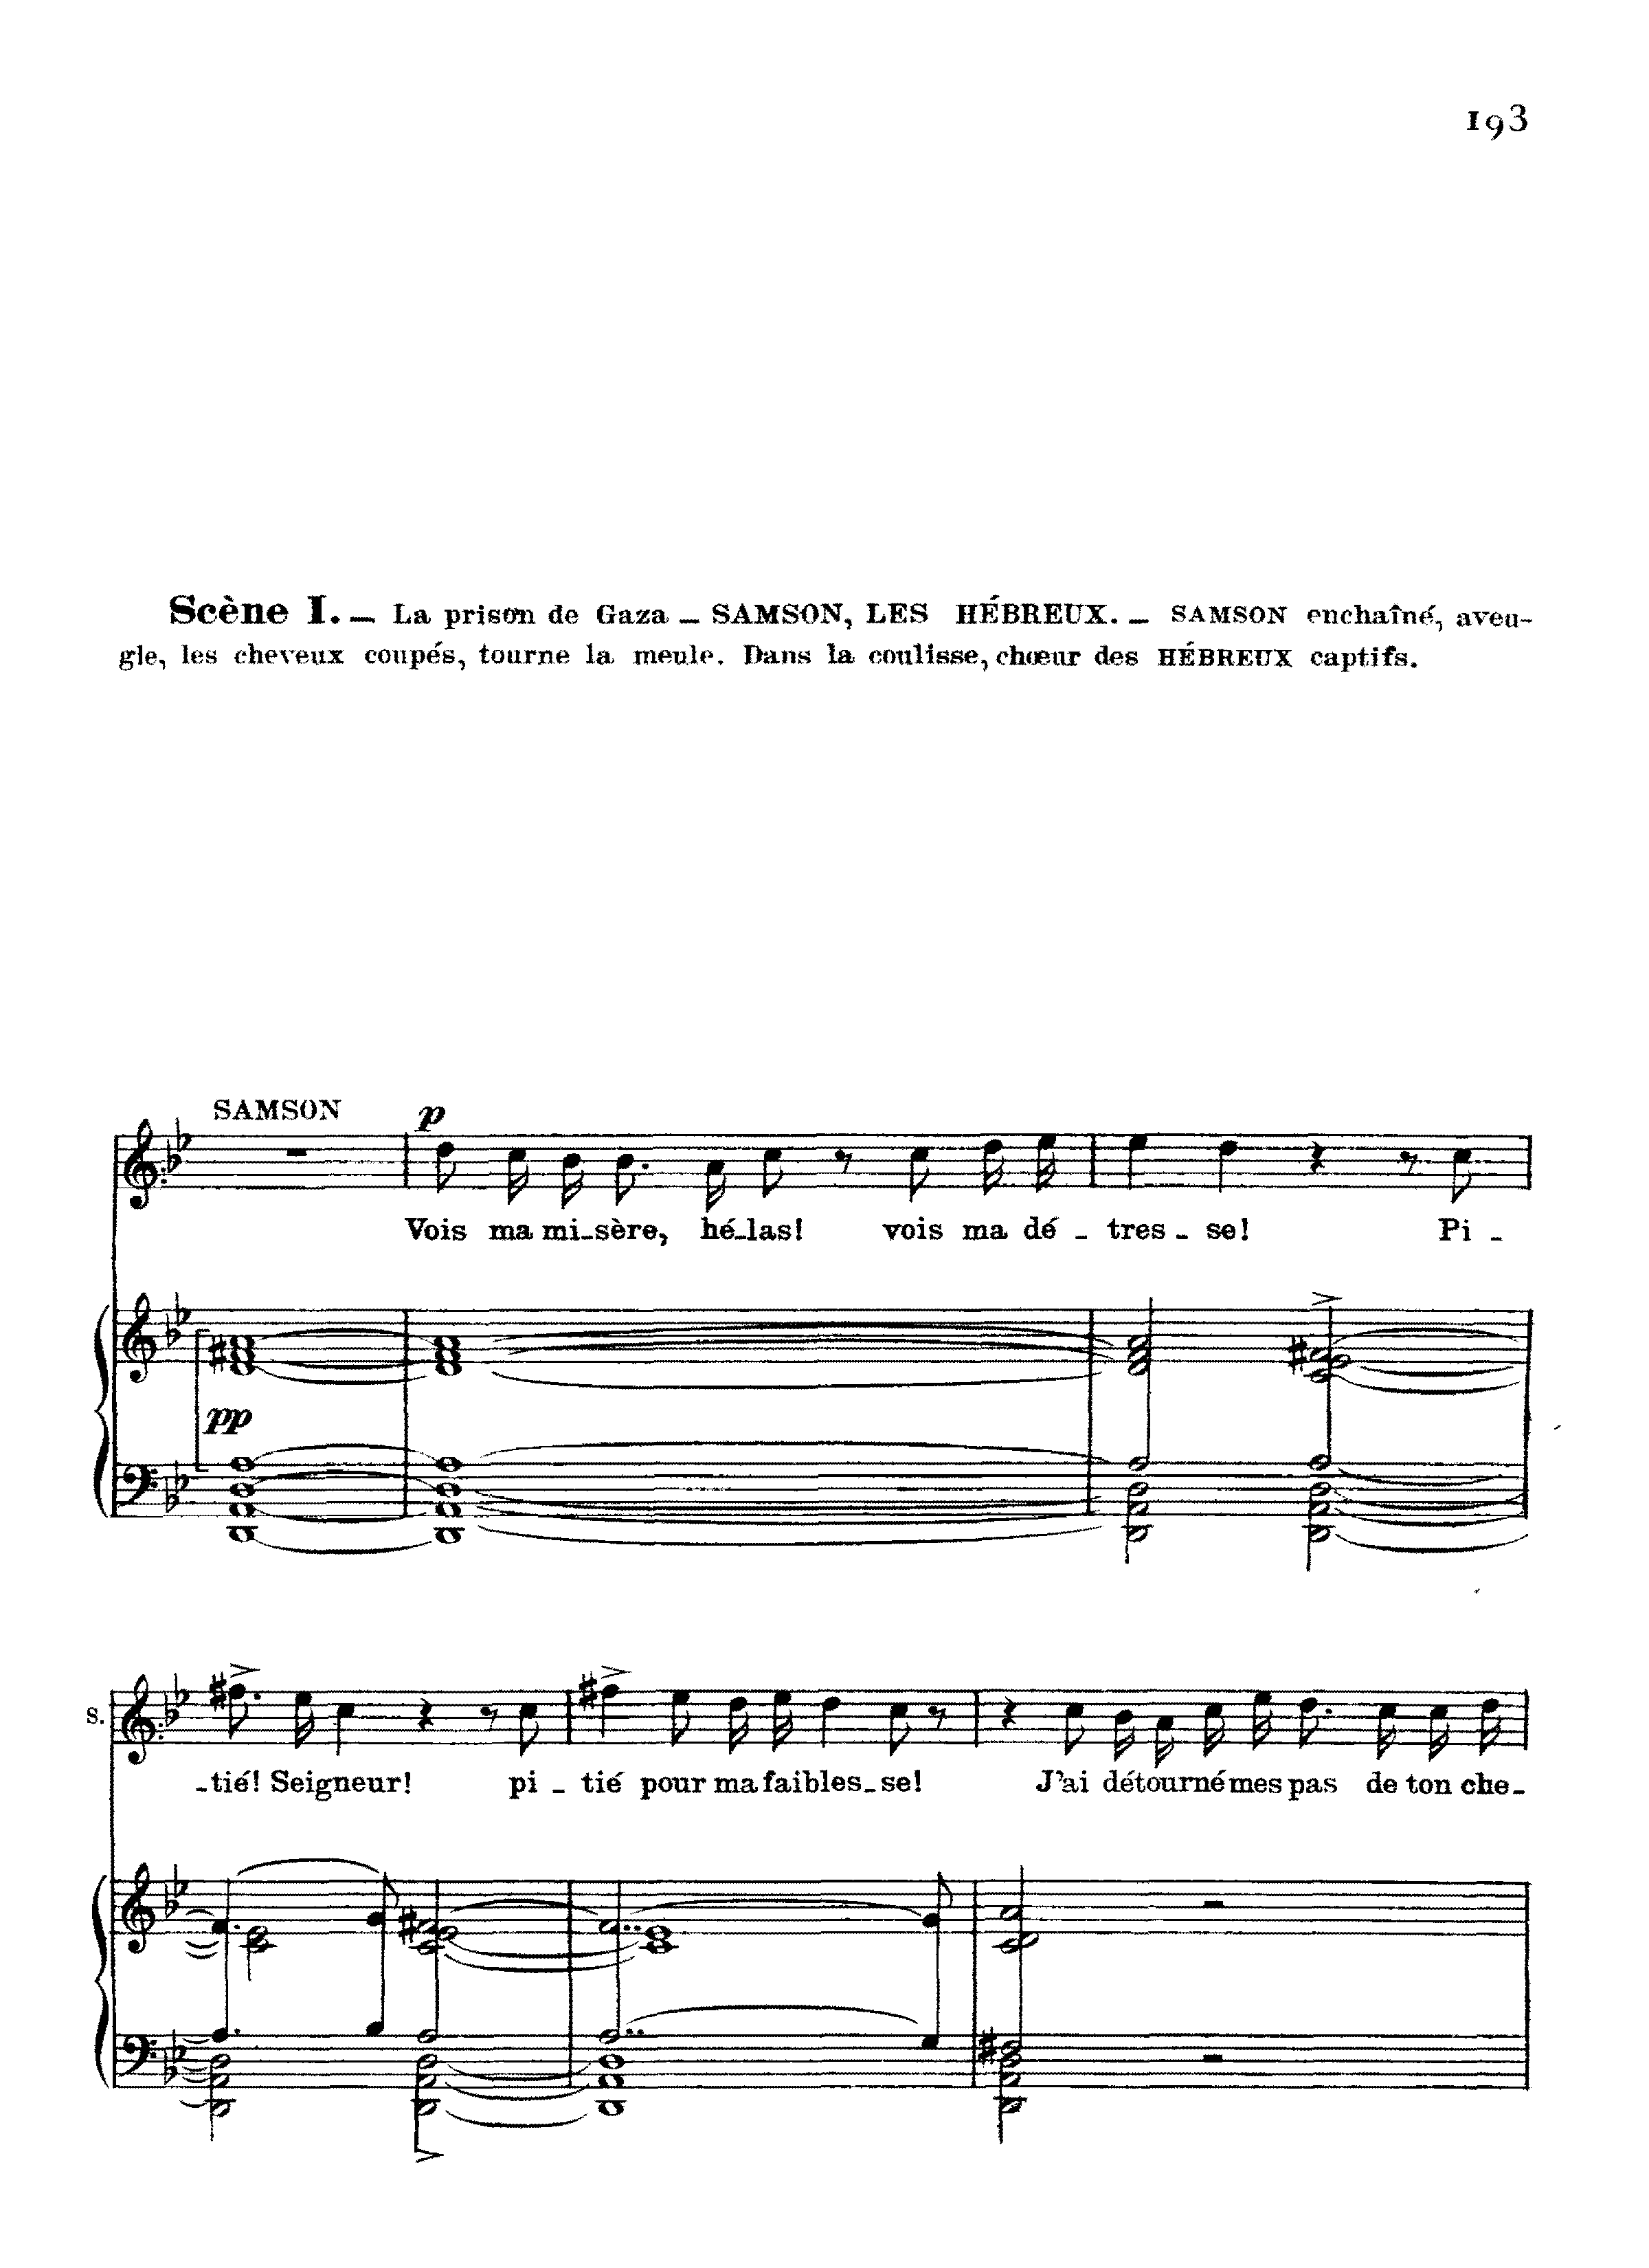 193
Scène I. — La prison de Gaza — SAMSON, LES HÉBREUX. — SAMSON enchaîné, aveu-
gle, les cheveux coupés, tourne la meule. Dans la coulisse, chœur des HÉBREUX captifs.
SAMSON
p
Vois ma mi_sère, hé_las! vois ma dé _ tres _ se! Pi _
pp
S.
_tié! Seigneur! pi _ tié pour ma faibles_se! J'ai détourné mes pas de ton che_